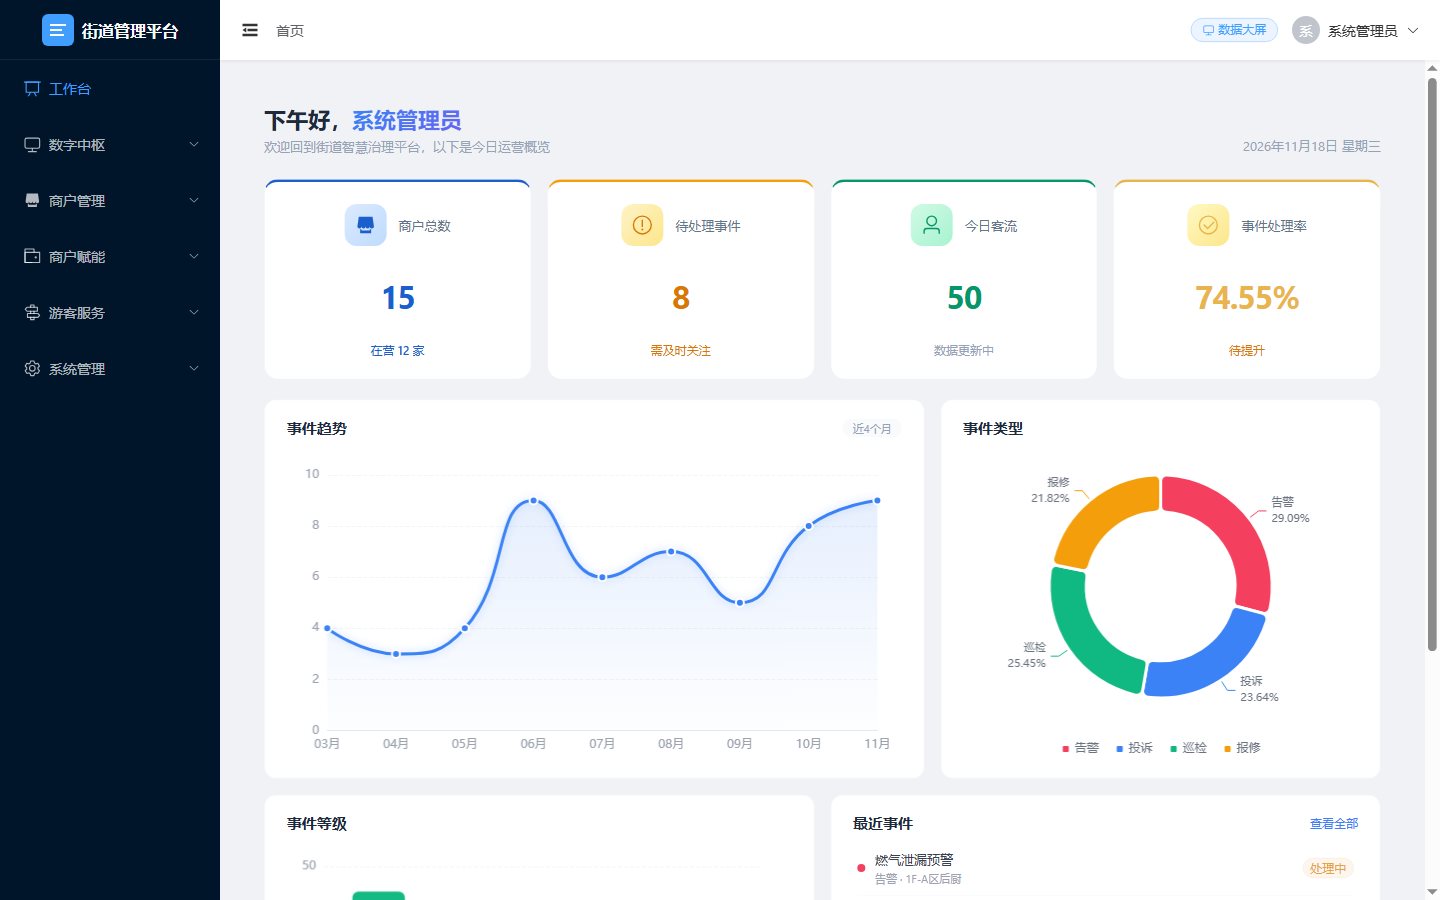 街道管理平台
首页
数据大屏
系
系统管理员
工作台
数字中枢
商户管理
商户赋能
游客服务
系统管理
下午好，系统管理员
欢迎回到街道智慧治理平台，以下是今日运营概览
2026年11月18日 星期三
商户总数
15
在营 12 家
待处理事件
8
需及时关注
今日客流
50
数据更新中
事件处理率
74.55%
待提升
事件趋势
近4个月
10
8
6
4
2
0
03月 04月 05月 06月 07月 08月 09月 10月 11月
事件类型
报修
21.82%
告警
29.09%
巡检
25.45%
投诉
23.64%
告警 投诉 巡检 报修
事件等级
50
最近事件
查看全部
燃气泄漏预警
告警 · 1F-A区后厨
处理中